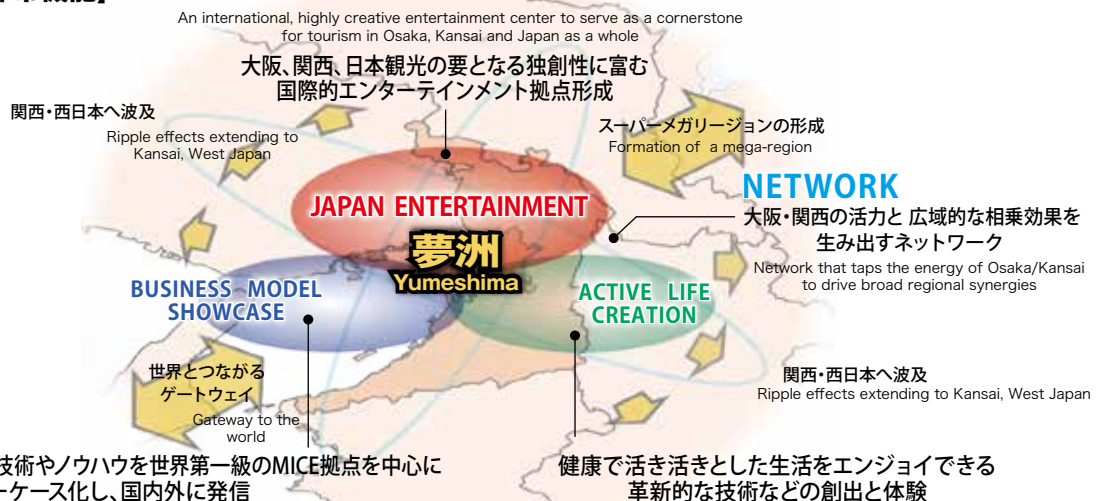 An international, highly creative entertainment center to serve as a cornerstone
for tourism in Osaka, Kansai and Japan as a whole
大阪、関西、日本観光の要となる独創性に富む
国際的エンターテインメント拠点形成
関西・西日本へ波及
Ripple effects extending to
Kansai, West Japan
スーパーメガリージョンの形成
Formation of a mega-region
JAPAN ENTERTAINMENT
NETWORK
大阪・関西の活力と 広域的な相乗効果を
生み出すネットワーク
Network that taps the energy of Osaka/Kansai
to drive broad regional synergies
夢洲
Yumeshima
BUSINESS MODEL
SHOWCASE
ACTIVE LIFE
CREATION
世界とつながる
ゲートウェイ
Gateway to the
world
関西・西日本へ波及
Ripple effects extending to Kansai, West Japan
技術やノウハウを世界第一級のMICE拠点を中心に
ーケース化し、国内外に発信
健康で活き活きとした生活をエンジョイできる
革新的な技術などの創出と体験